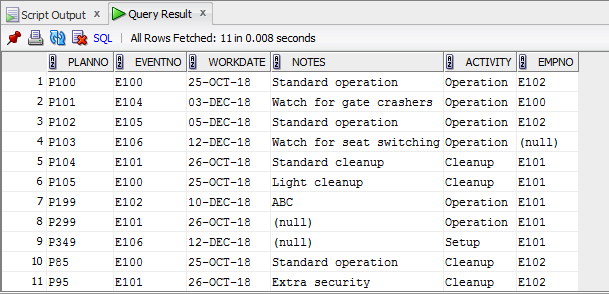 Script Output x Query Result x
SQL All Rows Fetched: 11 in 0.008 seconds
PLANNO EVENTNO WORKDATE NOTES ACTIVITY EMPNO
1 P100 E100 25-OCT-18 Standard operation Operation E102
2 P101 E104 03-DEC-18 Watch for gate crashers Operation E100
3 P102 E105 05-DEC-18 Standard operation Operation E102
4 P103 E106 12-DEC-18 Watch for seat switching Operation (null)
5 P104 E101 26-OCT-18 Standard cleanup Cleanup E101
6 P105 E100 25-OCT-18 Light cleanup Cleanup E101
7 P199 E102 10-DEC-18 ABC Operation E101
8 P299 E101 26-OCT-18 (null) Operation E101
9 P349 E106 12-DEC-18 (null) Setup E101
10 P85 E100 25-OCT-18 Standard operation Cleanup E102
11 P95 E101 26-OCT-18 Extra security Cleanup E102